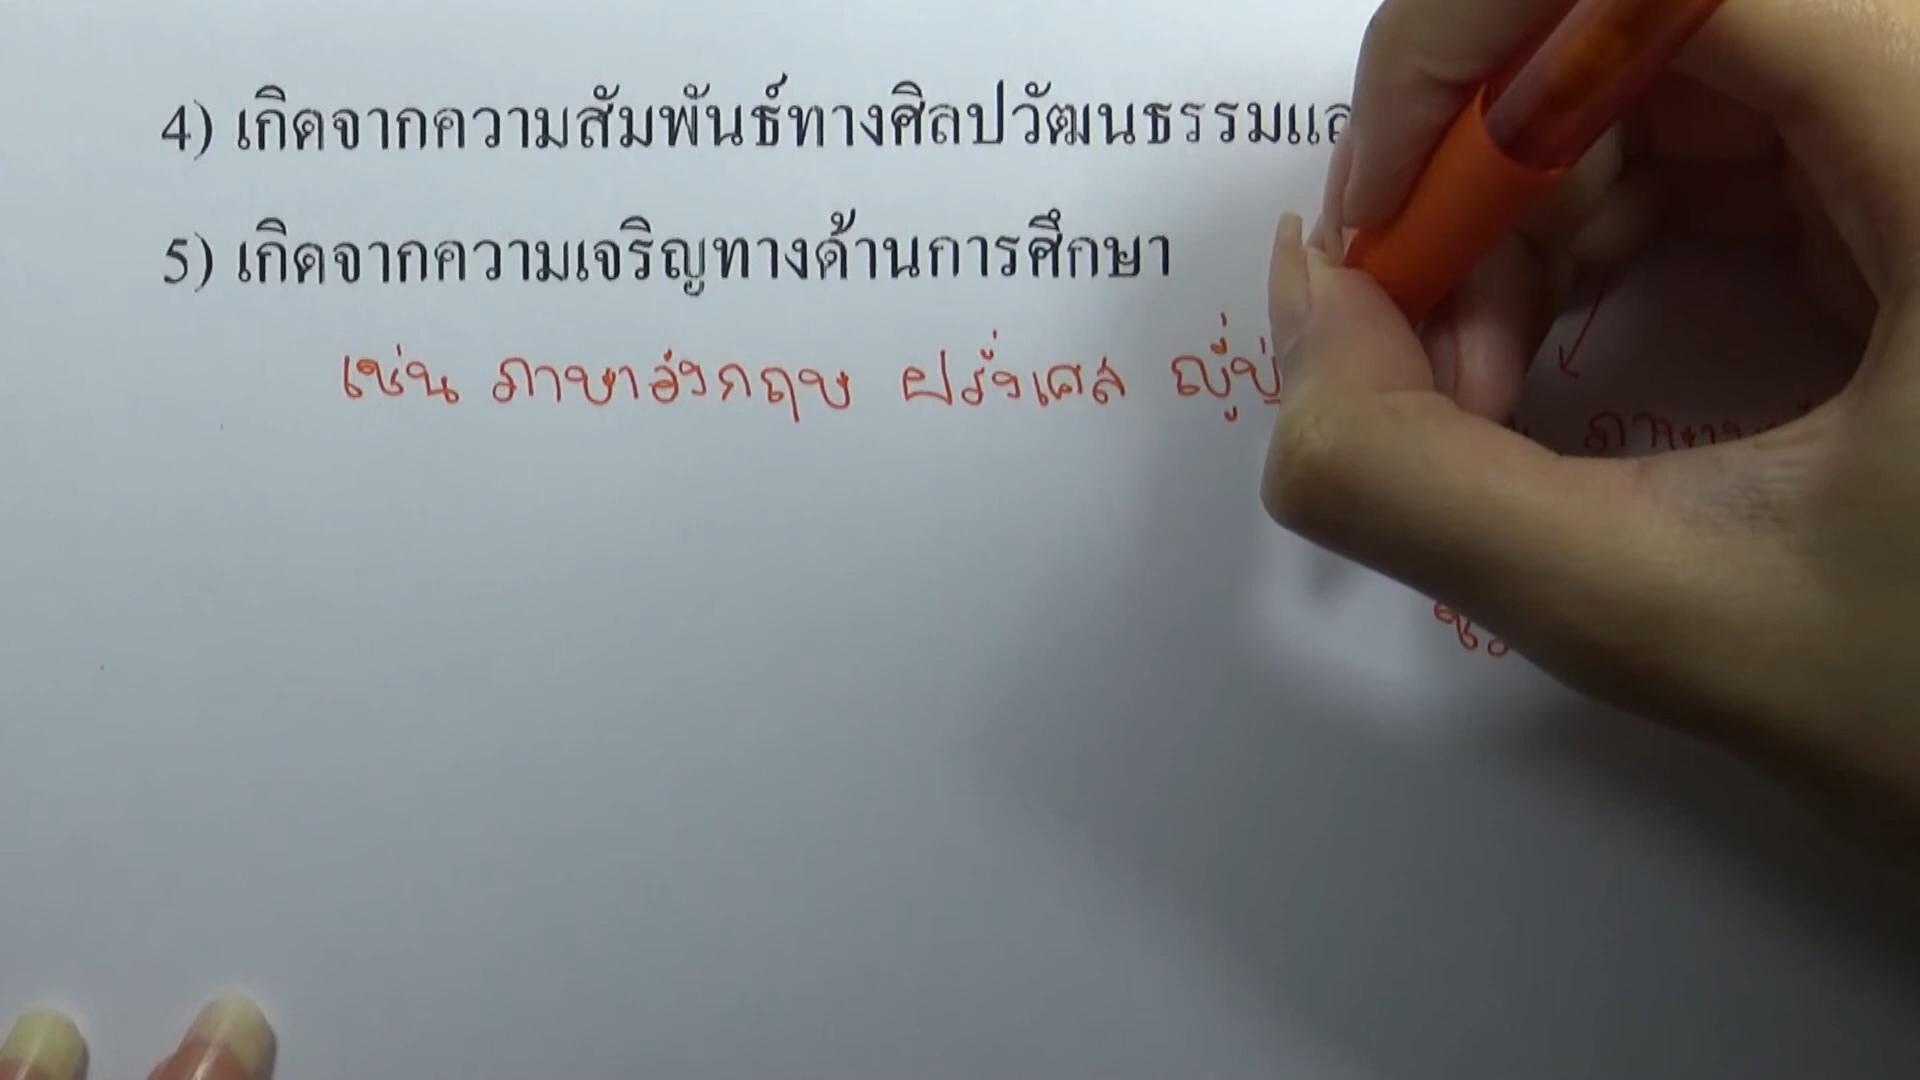 4) เกิดจากความสัมพันธ์ทางศิลปวัฒนธรรมแล
5) เกิดจากความเจริญทางด้านการศึกษา
เช่น ภาษาอังกฤษ ฝรั่งเศส